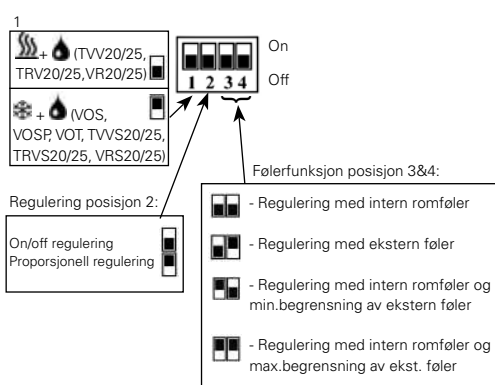 1
+ (TVV20/25,
TRV20/25,VR20/25)
+ (VOS,
VOSP, VOT, TVVS20/25,
TRVS20/25, VRS20/25)
On
Off
1 2 3 4
Følerfunksjon posisjon 3&4:
- Regulering med intern romføler
- Regulering med ekstern føler
- Regulering med intern romføler og
min.begrensning av ekstern føler
- Regulering med intern romføler og
max.begrensning av ekst. føler
Regulering posisjon 2:
On/off regulering
Proporsjonell regulering